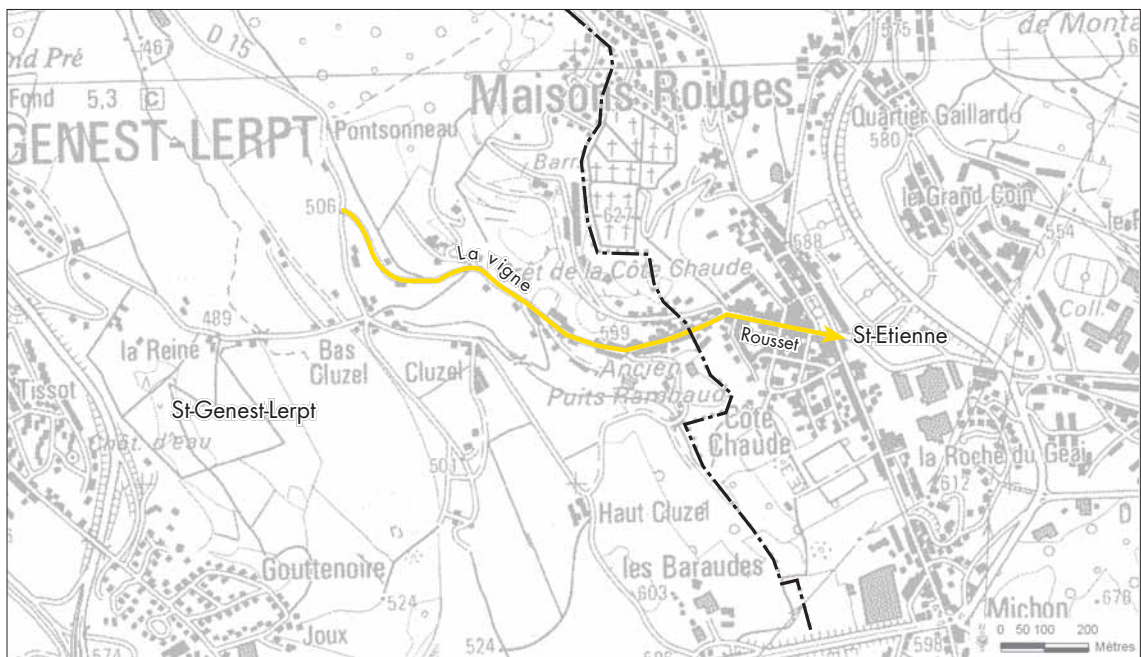 467
D 15
575
de Monta
nd Pré
Fond 5,3 C
Maisons Rouges
GENEST-LERPT
Pontsonneau
Quartier Gaillard
580
Barr
le Grand Coin
506
627
554
588
La vigne
de la Côte Chaude
Coll.
489
569
St-Etienne
la Reine
Bas
Cluzel
Cluzel
Rousset
Ancien
Tissot
Puits Rambaud
St-Genest-Lerpt
Chât. d'eau
Côte
Chaude
la Roche du Geai
501
612
Haut Cluzel
Gouttenoire
les Baraudes
603
524
Michon
676
Joux
524
598
574
0 50 100 200
Mètres